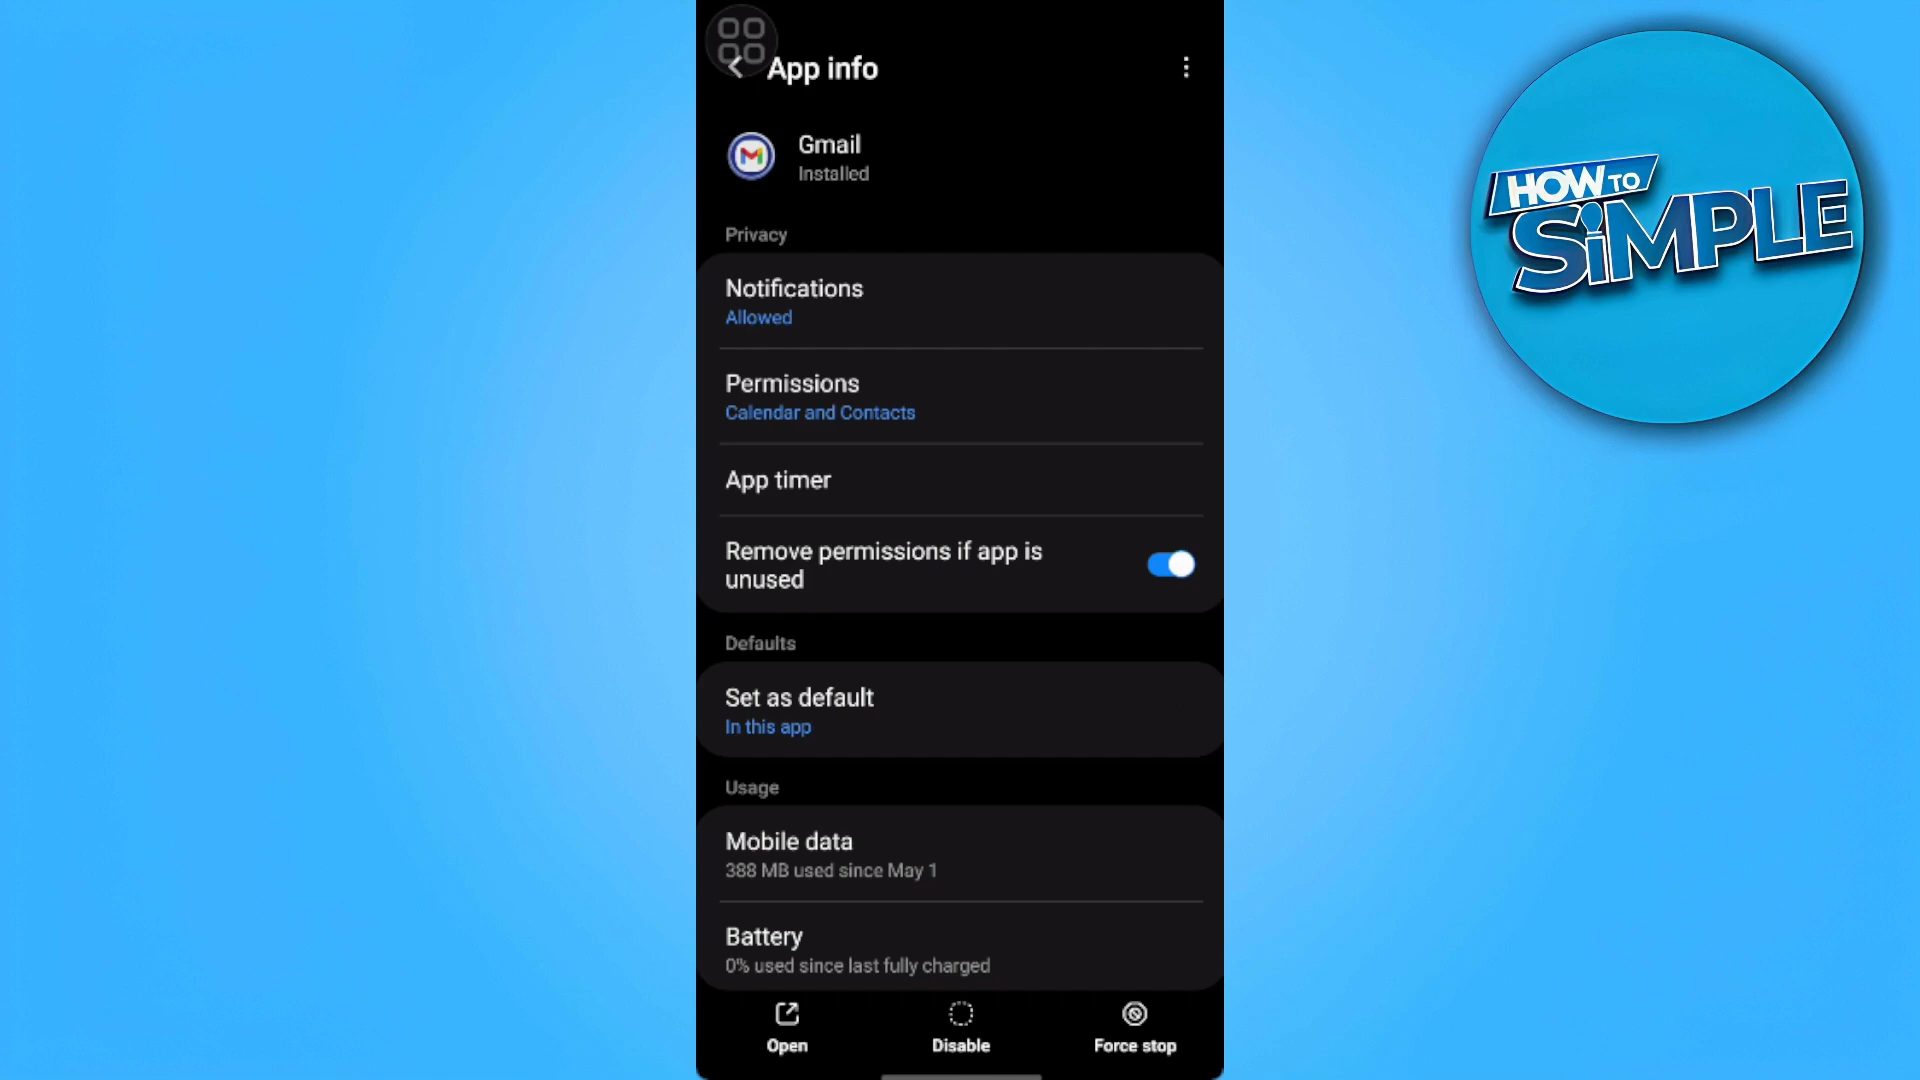 App info
Gmail
Installed
Privacy
Notifications
Allowed
Permissions
Calendar and Contacts
App timer
Remove permissions if app is
unused
Defaults
Set as default
In this app
Usage
Mobile data
388 MB used since May 1
Battery
0% used since last fully charged
Open
Disable
Force stop
HOW TO
SiMPLE